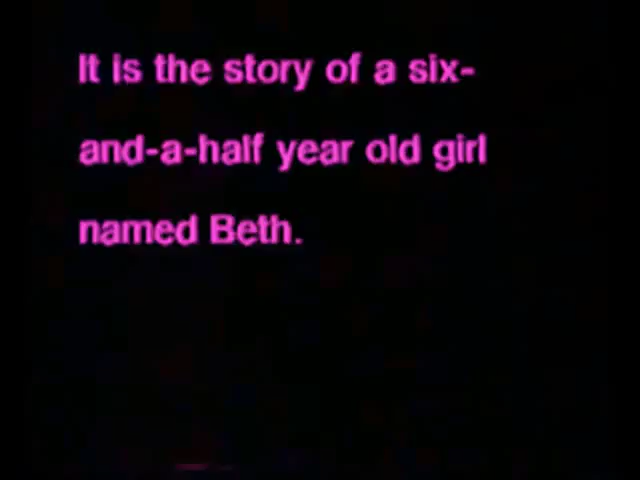 It is the story of a six-
and-a-half year old girl
named Beth.